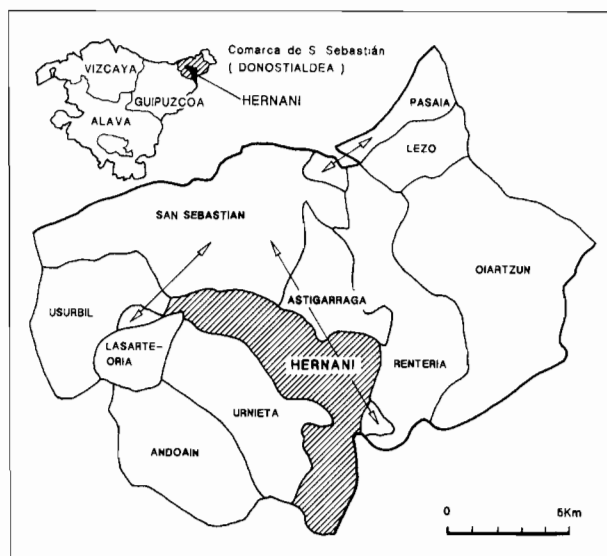 Comarca de S. Sebastián
( DONOSTIALDEA )
VIZCAYA
GUIPUZCOA
HERNANI
ALAVA
PASAIA
LEZO
SAN SEBASTIAN
OIARTZUN
ASTIGARRAGA
USURBIL
LASARTE-
ORIA
HERNANI
RENTERIA
URNIETA
ANDOAIN
0 5Km